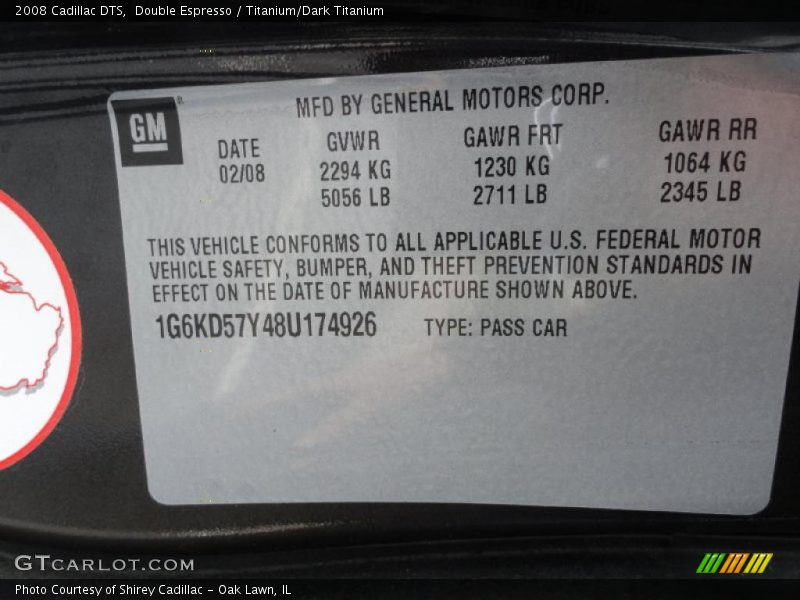 2008 Cadillac DTS, Double Espresso / Titanium/Dark Titanium
GM
®
MFD BY GENERAL MOTORS CORP.
DATE GVWR GAWR FRT GAWR RR
02/08 2294 KG 1230 KG 1064 KG
5056 LB 2711 LB 2345 LB
THIS VEHICLE CONFORMS TO ALL APPLICABLE U.S. FEDERAL MOTOR
VEHICLE SAFETY, BUMPER, AND THEFT PREVENTION STANDARDS IN
EFFECT ON THE DATE OF MANUFACTURE SHOWN ABOVE.
1G6KD57Y48U174926 TYPE: PASS CAR
GTCARLOT.COM
Photo Courtesy of Shirey Cadillac - Oak Lawn, IL